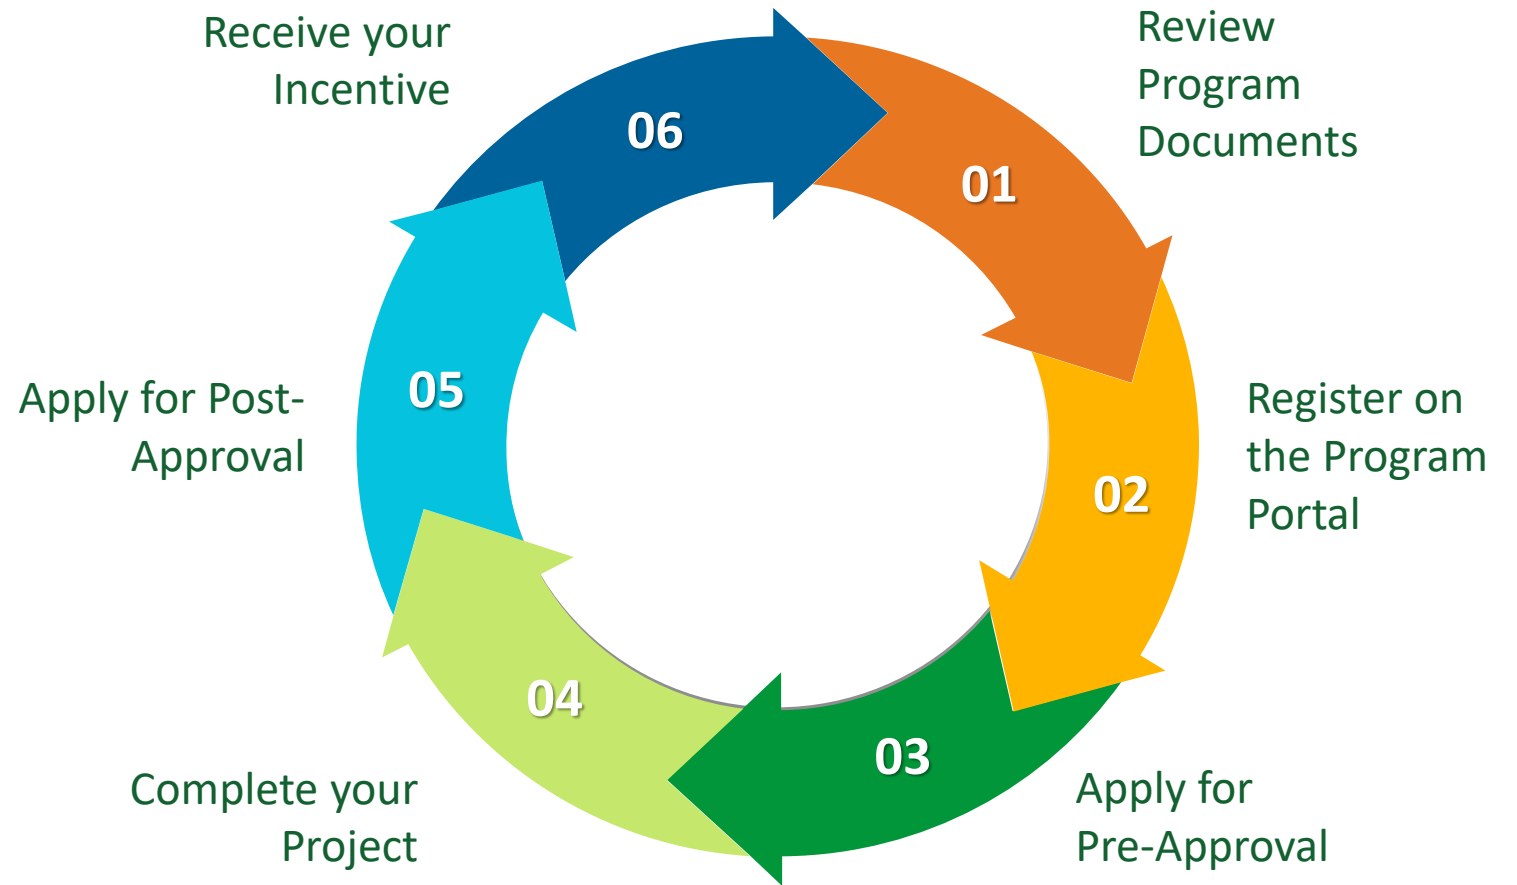 01
Review
Program
Documents
02
Register on
the Program
Portal
03
Apply for
Pre-Approval
04
Complete your
Project
05
Apply for Post-
Approval
06
Receive your
Incentive